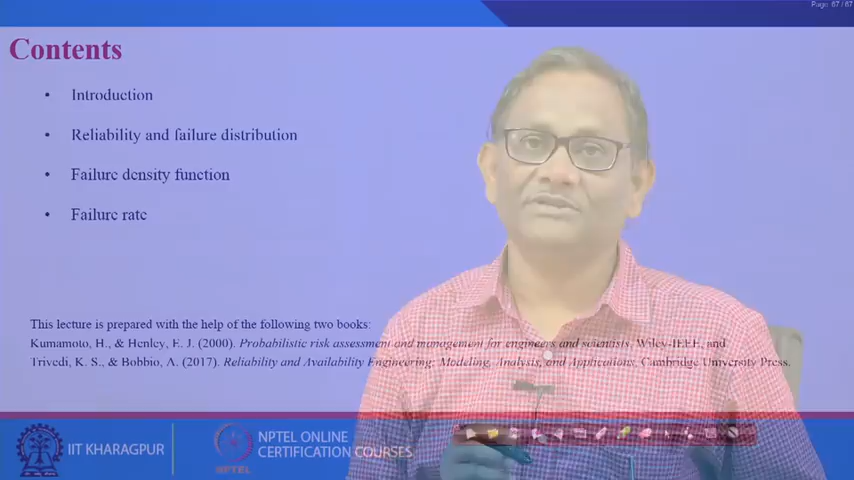 Page: 67 / 67
Contents
• Introduction
• Reliability and failure distribution
• Failure density function
• Failure rate
This lecture is prepared with the help of the following two books:
Kumamoto, H., & Henley, E. J. (2000). Probabilistic risk assessment and management for engineers and scientists, Wiley-IEEE, and
Trivedi, K. S., & Bobbio, A. (2017). Reliability and Availability Engineering: Modeling, Analysis, and Applications, Cambridge University Press.
IIT KHARAGPUR
NPTEL
NPTEL ONLINE
CERTIFICATION COURSES